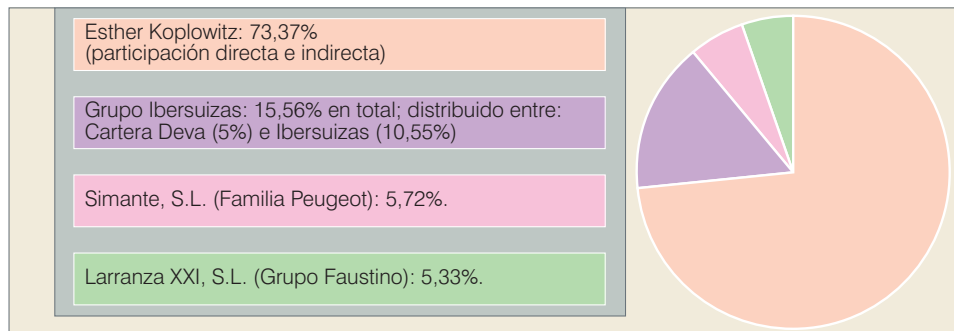 Esther Koplowitz: 73,37%
(participación directa e indirecta)
Grupo Ibersuizas: 15,56% en total; distribuido entre:
Cartera Deva (5%) e Ibersuizas (10,55%)
Simante, S.L. (Familia Peugeot): 5,72%.
Larranza XXI, S.L. (Grupo Faustino): 5,33%.